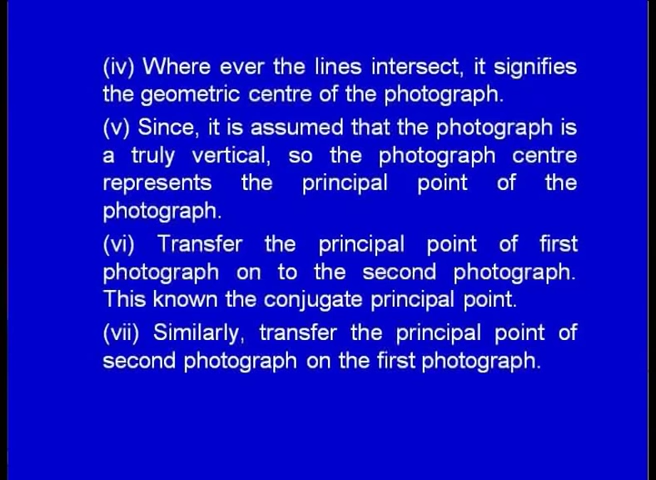 (iv) Where ever the lines intersect, it signifies
the geometric centre of the photograph.
(v) Since, it is assumed that the photograph is
a truly vertical, so the photograph centre
represents the principal point of the
photograph.
(vi) Transfer the principal point of first
photograph on to the second photograph.
This known the conjugate principal point.
(vii) Similarly, transfer the principal point of
second photograph on the first photograph.